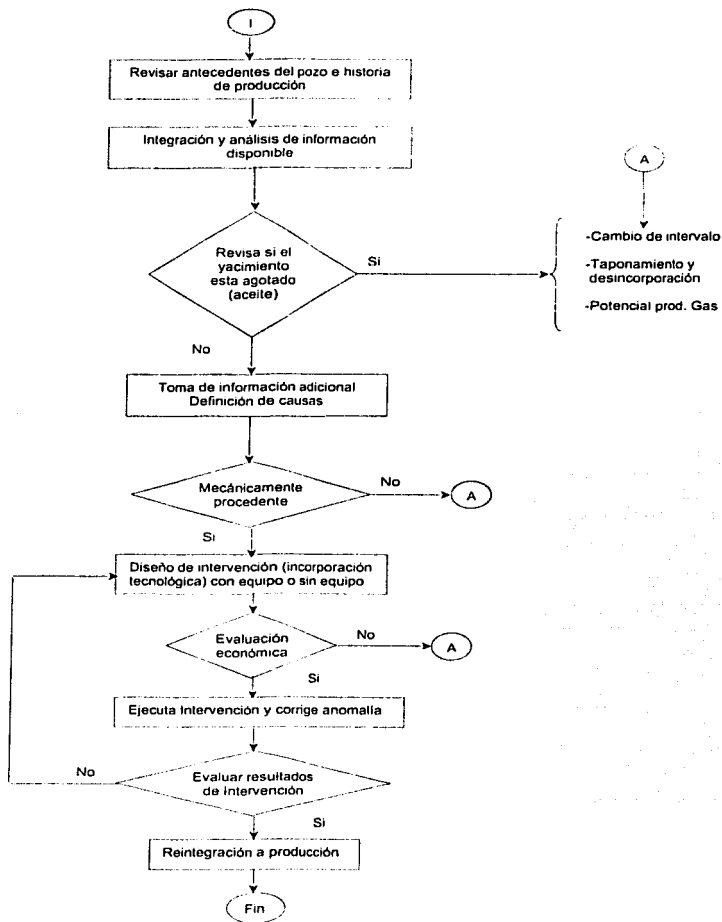 I
Revisar antecedentes del pozo e historia
de producción
Integración y análisis de información
disponible
A
Revisa si el
yacimiento
esta agotado
(aceite)
Si
-Cambio de intervalo
-Taponamiento y
desincorporación
-Potencial prod. Gas
No
Toma de información adicional
Definición de causas
Mecánicamente
procedente
No
A
Si
Diseño de intervención (incorporación
tecnológica) con equipo o sin equipo
Evaluación
económica
No
A
Si
Ejecuta Intervención y corrige anomalía
No
Evaluar resultados
de Intervención
Si
Reintegración a producción
Fin